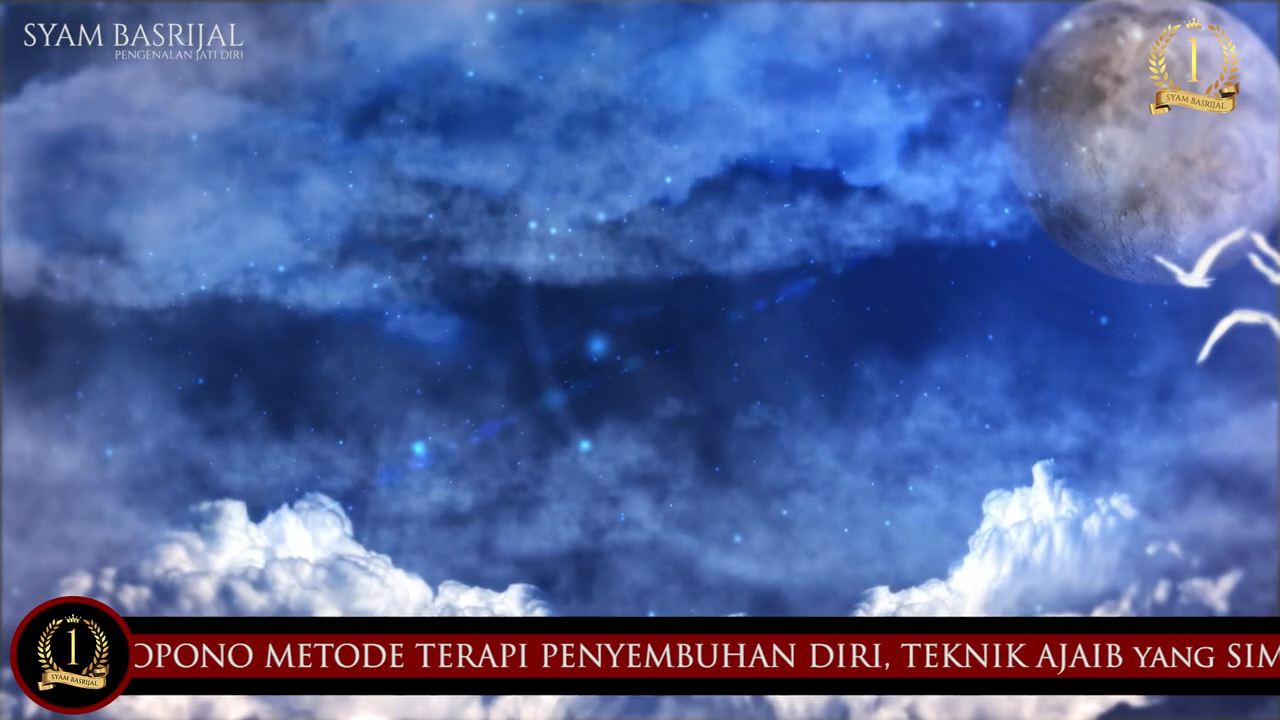 SYAM BASRIJAL
PENGENALAN JATI DIRI
1
SYAM BASRIJAL
1
SYAM BASRIJAL
METODE TERAPI PENYEMBUHAN DIRI, TEKNIK AJAIB YANG